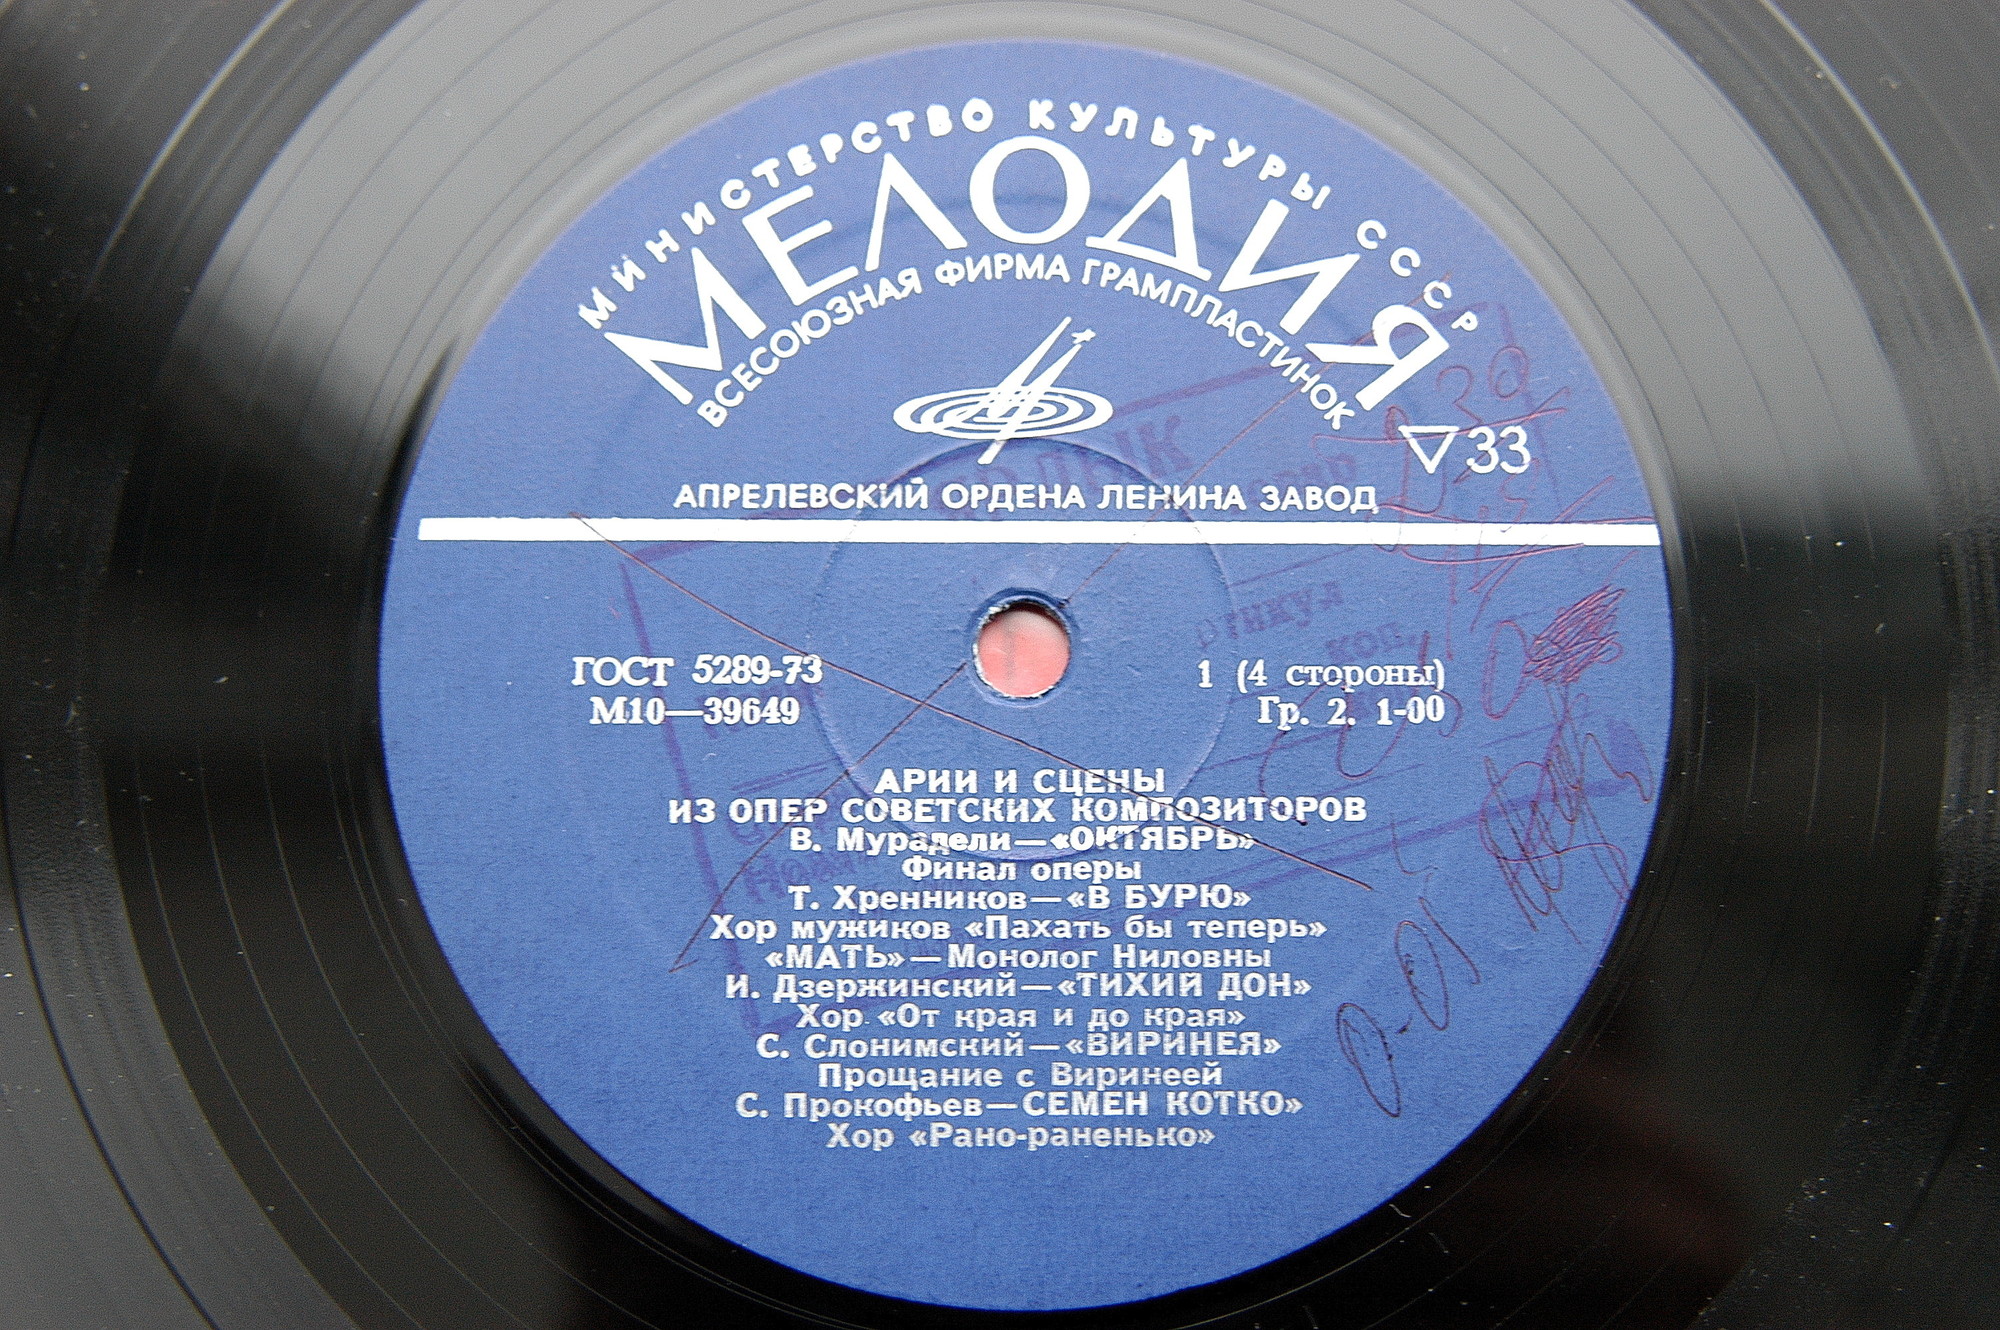 МИНИСТЕРСТВО КУЛЬТУРЫ СССР
МЕЛОДИЯ
ВСЕСОЮЗНАЯ ФИРМА ГРАМПЛАСТИНОК
33
АПРЕЛЕВСКИЙ ОРДЕНА ЛЕНИНА ЗАВОД
ГОСТ 5289-73
М10—39649
1 (4 стороны)
Гр. 2. 1-00
АРИИ И СЦЕНЫ
ИЗ ОПЕР СОВЕТСКИХ КОМПОЗИТОРОВ
В. Мурадели—«ОКТЯБРЬ»
Финал оперы
Т. Хренников—«В БУРЮ»
Хор мужиков «Пахать бы теперь»
«МАТЬ»—Монолог Ниловны
И. Дзержинский—«ТИХИЙ ДОН»
Хор «От края и до края»
С. Слонимский—«ВИРИНЕЯ»
Прощание с Виринеей
С. Прокофьев—СЕМЕН КОТКО»
Хор «Рано-раненько»